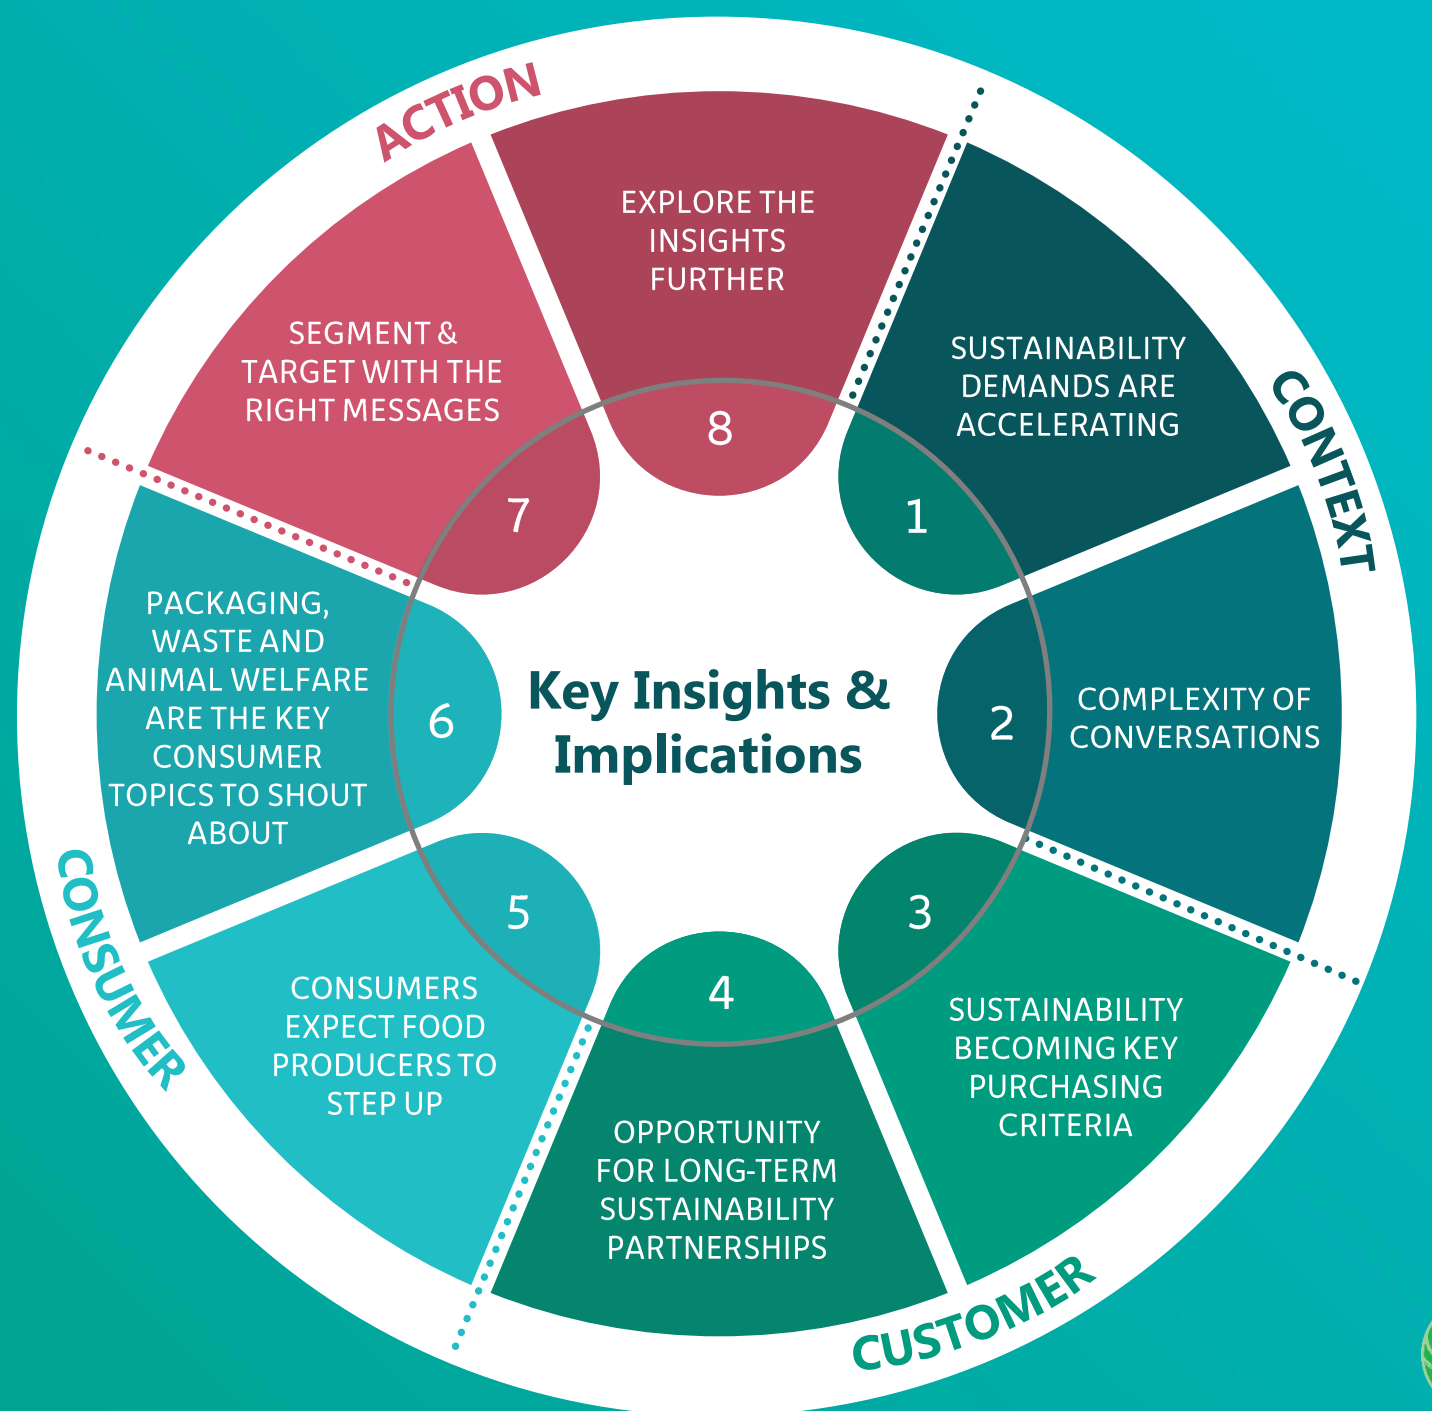 Key Insights &
Implications
CONTEXT
1
SUSTAINABILITY
DEMANDS ARE
ACCELERATING
2
COMPLEXITY OF
CONVERSATIONS
CUSTOMER
3
SUSTAINABILITY
BECOMING KEY
PURCHASING
CRITERIA
4
OPPORTUNITY
FOR LONG-TERM
SUSTAINABILITY
PARTNERSHIPS
CONSUMER
5
CONSUMERS
EXPECT FOOD
PRODUCERS TO
STEP UP
6
PACKAGING,
WASTE AND
ANIMAL WELFARE
ARE THE KEY
CONSUMER
TOPICS TO SHOUT
ABOUT
ACTION
7
SEGMENT &
TARGET WITH THE
RIGHT MESSAGES
8
EXPLORE THE
INSIGHTS
FURTHER